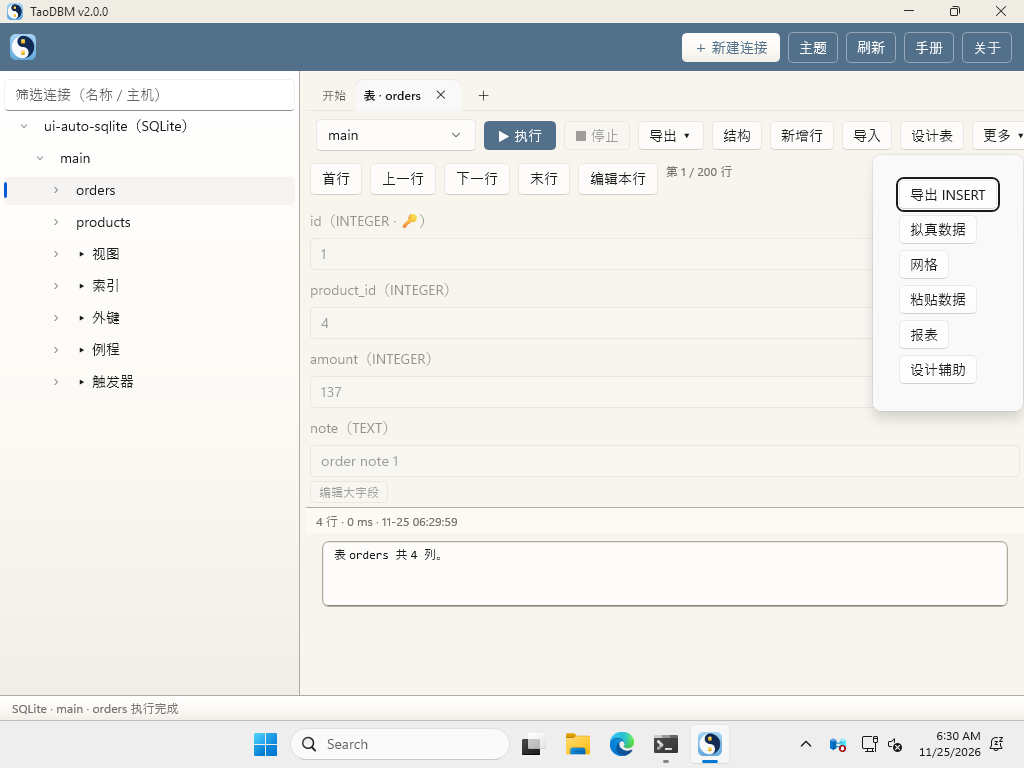 TaoDBM v2.0.0
+ 新建连接
主题
刷新
手册
关于
筛选连接（名称 / 主机）
ui-auto-sqlite（SQLite）
main
orders
products
视图
索引
外键
例程
触发器
开始
表 · orders
main
执行
停止
导出
结构
新增行
导入
设计表
更多
首行
上一行
下一行
末行
编辑本行
第 1 / 200 行
导出 INSERT
拟真数据
网格
粘贴数据
报表
设计辅助
id（INTEGER · 🔑）
1
product_id（INTEGER）
4
amount（INTEGER）
137
note（TEXT）
order note 1
编辑大字段
4 行 · 0 ms · 11-25 06:29:59
表 orders 共 4 列。
SQLite · main · orders 执行完成
Search
6:30 AM
11/25/2026